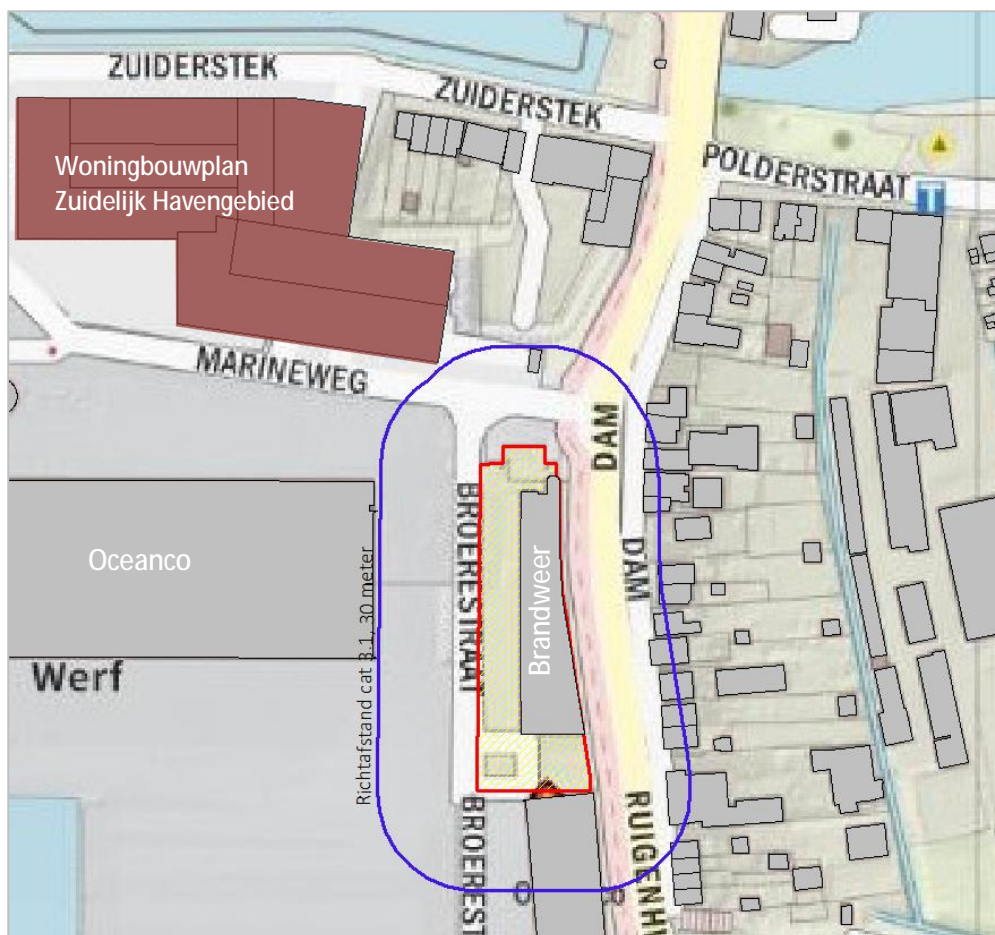 ZUIDERSTEK
ZUIDERSTEK
Woningbouwplan
Zuidelijk Havengebied
POLDERSTRAAT
MARINEWEG
DAM
DAM
BROERESTRAAT
Brandweer
Oceanco
Richtafstand cat 3.1, 30 meter
Werf
BROEREST
RUIGENH